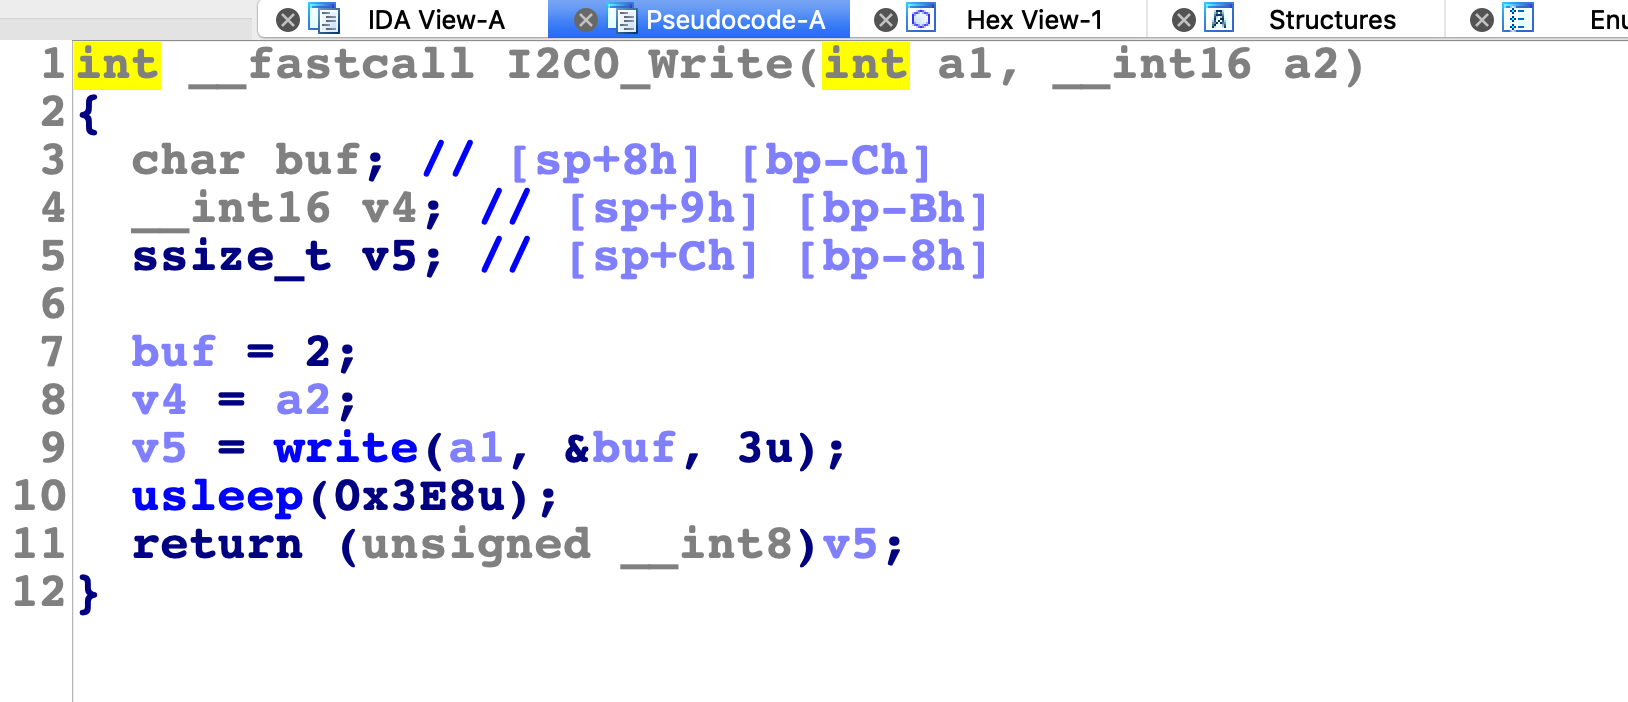 IDA View-A Pseudocode-A Hex View-1 Structures Enu
1 int __fastcall I2C0_Write(int a1, __int16 a2)
2 {
3 char buf; // [sp+8h] [bp-Ch]
4 __int16 v4; // [sp+9h] [bp-Bh]
5 ssize_t v5; // [sp+Ch] [bp-8h]
6
7 buf = 2;
8 v4 = a2;
9 v5 = write(a1, &buf, 3u);
10 usleep(0x3E8u);
11 return (unsigned __int8)v5;
12 }